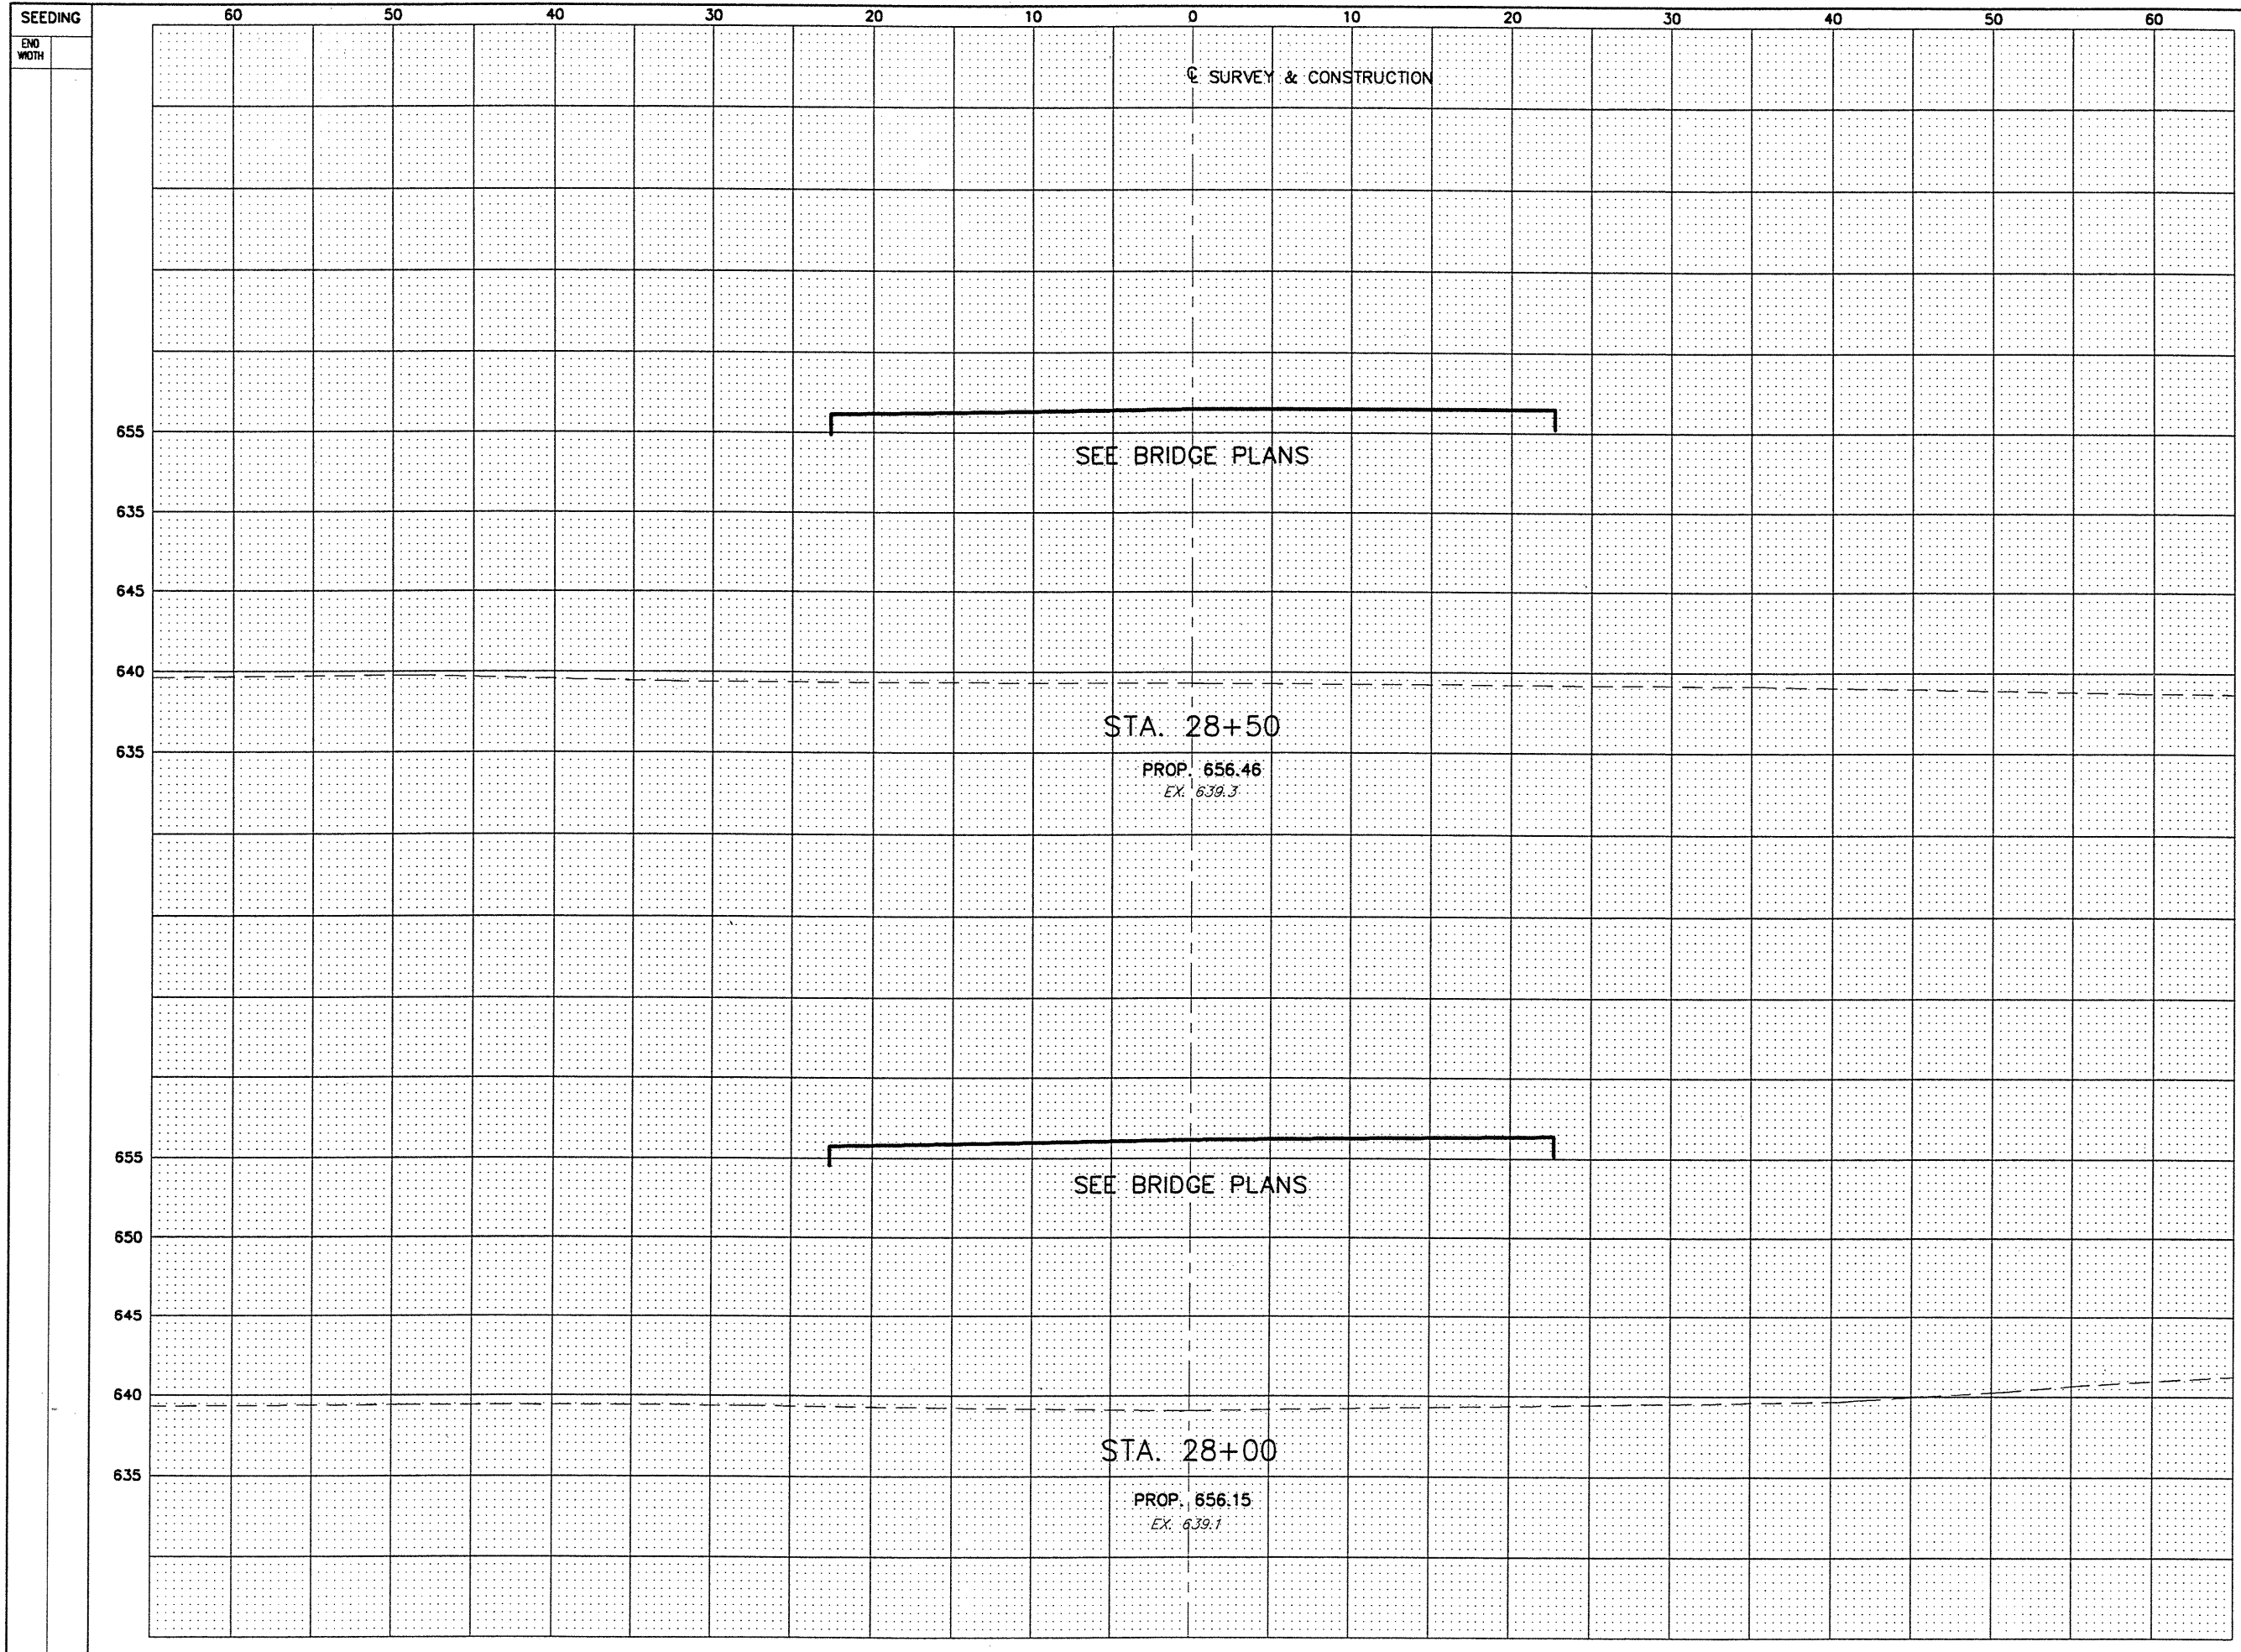 SEEDING 60 50 40 30 20 10 0 10 20 30 40 50 60
END
WIDTH
℄ SURVEY & CONSTRUCTION
655
SEE BRIDGE PLANS
635
645
640
STA. 28+50
635
PROP. 656.46
EX. 639.3
655
SEE BRIDGE PLANS
650
645
640
STA. 28+00
635
PROP. 656.15
EX. 639.1